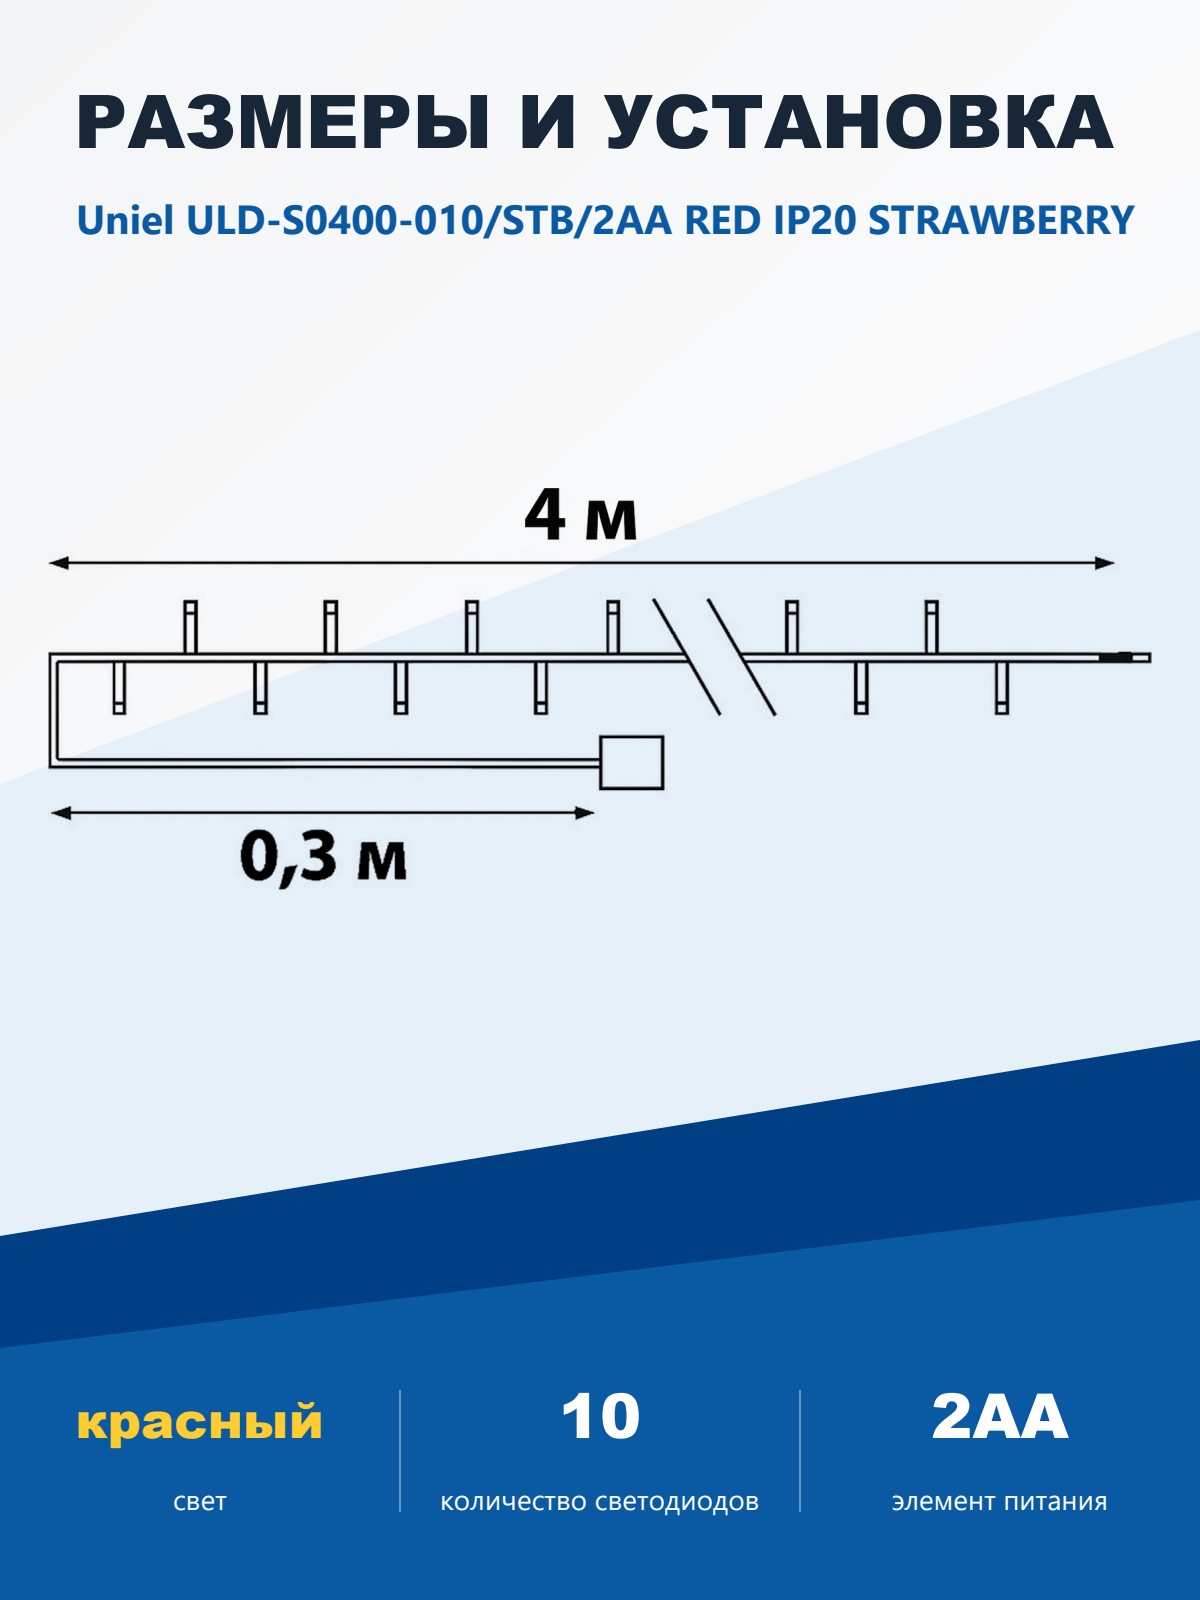 РАЗМЕРЫ И УСТАНОВКА
Uniel ULD-S0400-010/STB/2AA RED IP20 STRAWBERRY
4 м
0,3 м
красный
свет
10
количество светодиодов
2AA
элемент питания